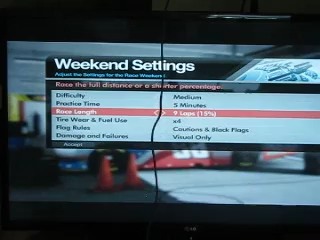 Weekend Settings
Adjust the Settings for the Race Weekend
Race the full distance or a shorter percentage.
Difficulty Medium
Practice Time 5 Minutes
Race Length 9 Laps (15%)
Tire Wear & Fuel Use x4
Flag Rules Cautions & Black Flags
Damage and Failures Visual Only
Accept
LG